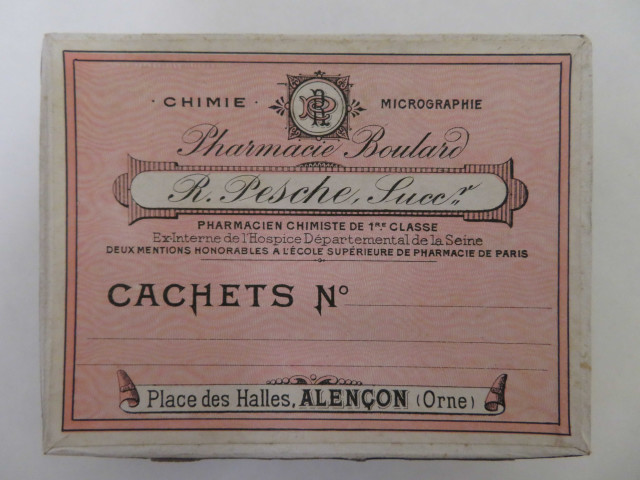 · CHIMIE · MICROGRAPHIE
Pharmacie Boulard
R. Pesche, Succʳ
PHARMACIEN CHIMISTE DE 1ʳᵉ CLASSE
Ex-Interne de l'Hospice Départemental de la Seine
DEUX MENTIONS HONORABLES A L'ÉCOLE SUPÉRIEURE DE PHARMACIE DE PARIS
CACHETS Nº
Place des Halles, ALENÇON (Orne)